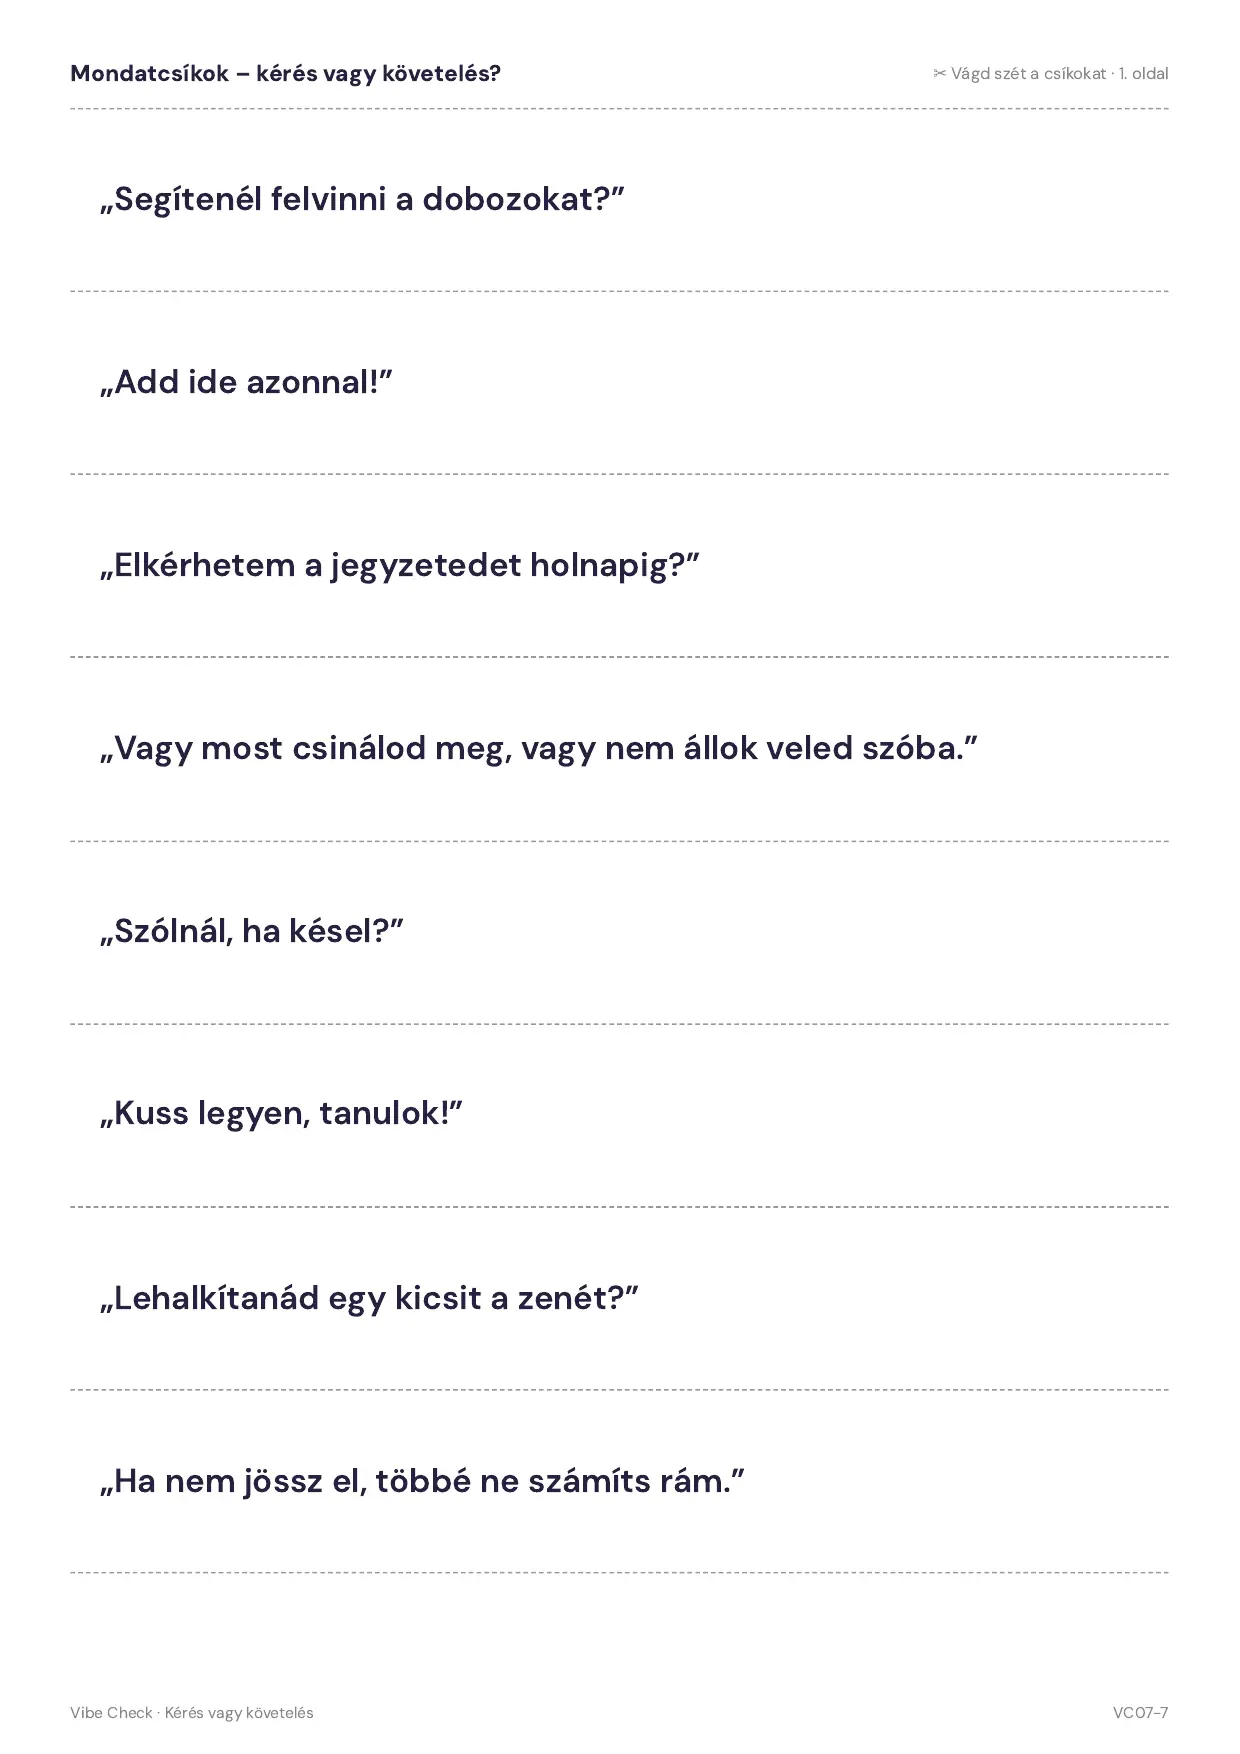 Mondatcsíkok – kérés vagy követelés?
✂ Vágd szét a csíkokat · 1. oldal
„Segítenél felvinni a dobozokat?”
„Add ide azonnal!”
„Elkérhetem a jegyzetedet holnapig?”
„Vagy most csinálod meg, vagy nem állok veled szóba.”
„Szólnál, ha késel?”
„Kuss legyen, tanulok!”
„Lehalkítanád egy kicsit a zenét?”
„Ha nem jössz el, többé ne számíts rám.”
Vibe Check · Kérés vagy követelés
VC07-7